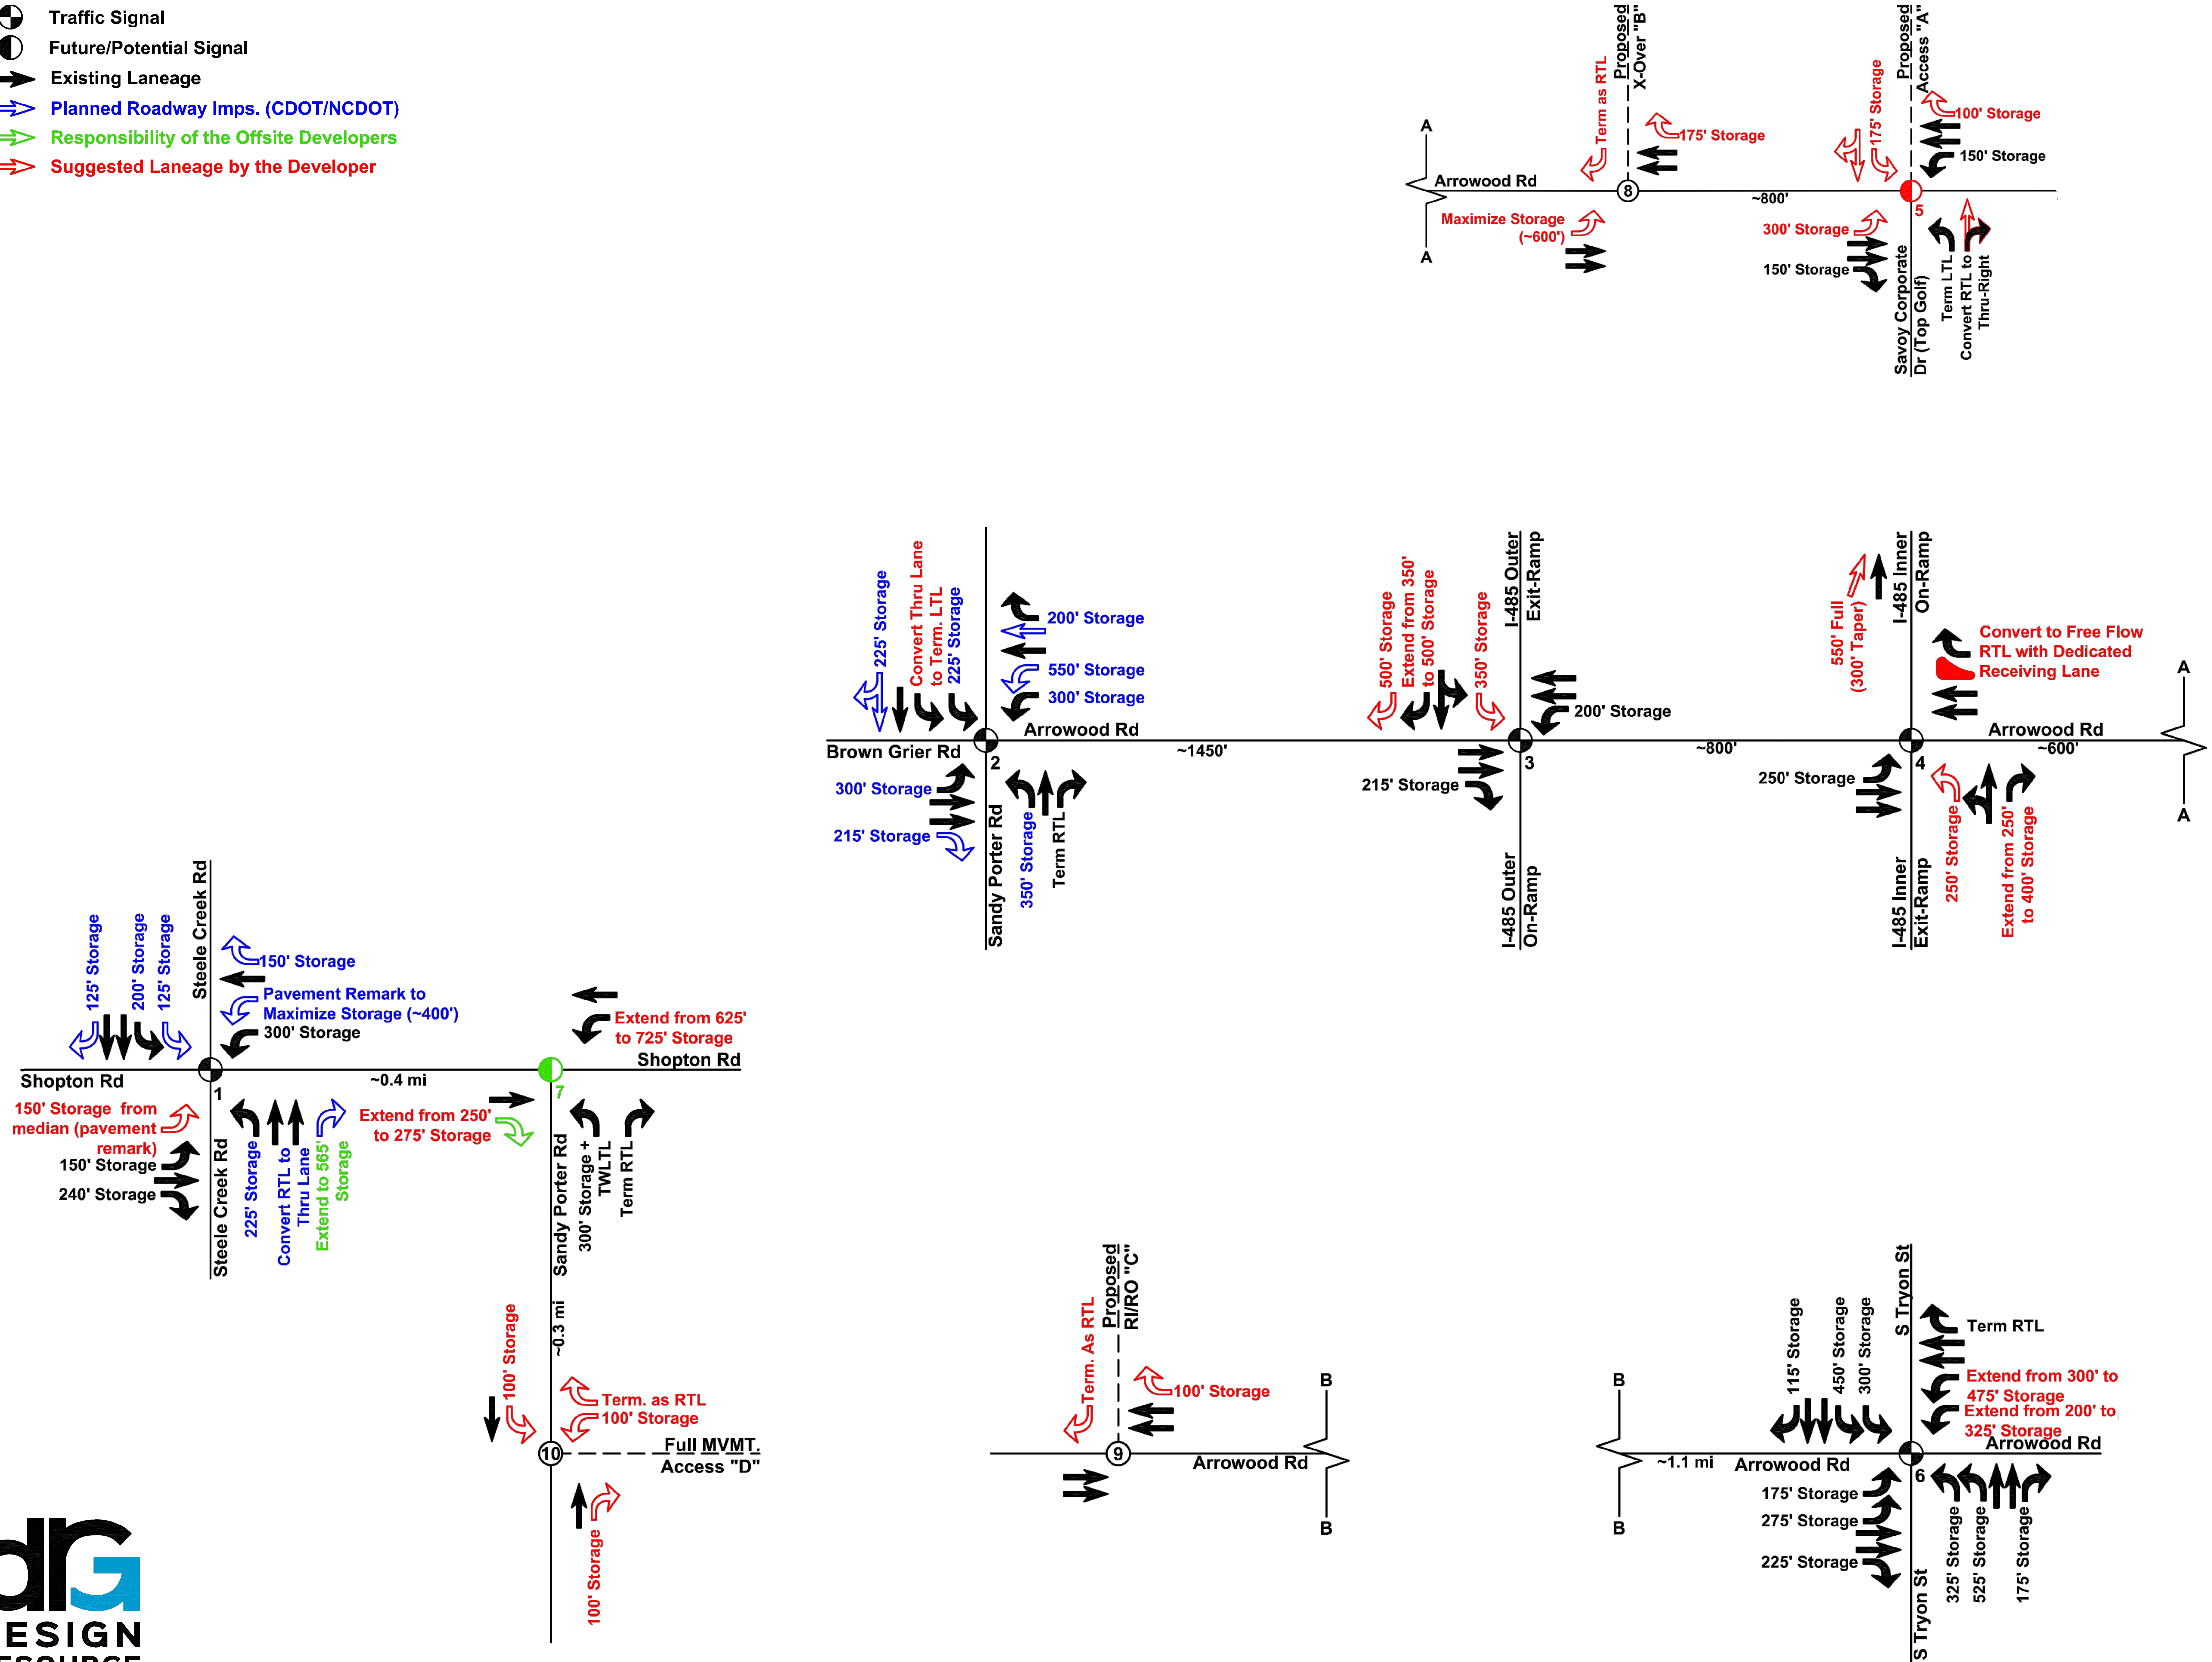 Traffic Signal
Future/Potential Signal
Existing Laneage
Planned Roadway Imps. (CDOT/NCDOT)
Responsibility of the Offsite Developers
Suggested Laneage by the Developer
A
A
Arrowood Rd
Term as RTL
Proposed
X-Over "B"
175' Storage
8
Maximize Storage
(~600')
~800'
175' Storage
Proposed
Access "A"
100' Storage
150' Storage
5
300' Storage
150' Storage
Savoy Corporate
Dr (Top Golf)
Term LTL
Convert RTL to
Thru-Right
225' Storage
Convert Thru Lane
to Term. LTL
225' Storage
200' Storage
550' Storage
300' Storage
Arrowood Rd
Brown Grier Rd
2
300' Storage
215' Storage
Sandy Porter Rd
350' Storage
Term RTL
~1450'
500' Storage
Extend from 350'
to 500' Storage
350' Storage
I-485 Outer
Exit-Ramp
200' Storage
3
215' Storage
I-485 Outer
On-Ramp
~800'
550' Full
(300' Taper)
I-485 Inner
On-Ramp
Convert to Free Flow
RTL with Dedicated
Receiving Lane
Arrowood Rd
~600'
A
A
4
250' Storage
I-485 Inner
Exit-Ramp
250' Storage
Extend from 250'
to 400' Storage
125' Storage
200' Storage
125' Storage
Steele Creek Rd
150' Storage
Pavement Remark to
Maximize Storage (~400')
300' Storage
Shopton Rd
1
150' Storage from
median (pavement
remark)
150' Storage
240' Storage
Steele Creek Rd
225' Storage
Convert RTL to
Thru Lane
Extend to 565'
Storage
~0.4 mi
Extend from 625'
to 725' Storage
Shopton Rd
7
Extend from 250'
to 275' Storage
Sandy Porter Rd
300' Storage +
TWLTL
Term RTL
~0.3 mi
100' Storage
Term. as RTL
100' Storage
10
Full MVMT.
Access "D"
100' Storage
Term. As RTL
Proposed
RI/RO "C"
100' Storage
9
Arrowood Rd
B
B
B
B
~1.1 mi
Arrowood Rd
115' Storage
450' Storage
300' Storage
S Tryon St
Term RTL
Extend from 300' to
475' Storage
Extend from 200' to
325' Storage
Arrowood Rd
6
175' Storage
275' Storage
225' Storage
S Tryon St
325' Storage
525' Storage
175' Storage
drG
ESIGN
ESOURCE